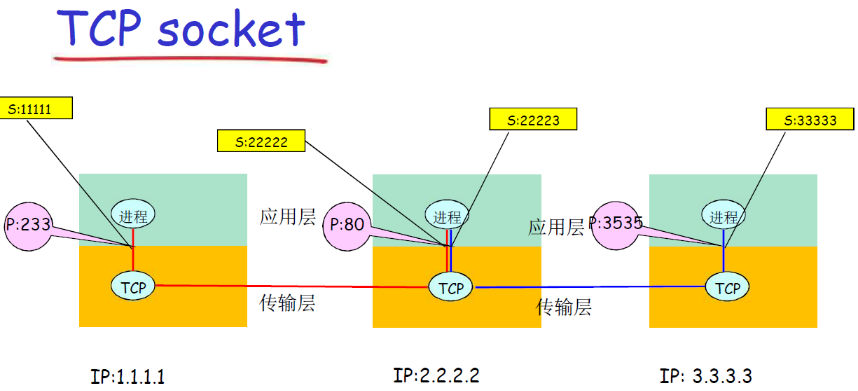 TCP socket
S:11111
S:22222
S:22223
S:33333
P:233
进程
应用层
P:80
进程
应用层
P:3535
进程
TCP
传输层
TCP
传输层
TCP
IP:1.1.1.1
IP:2.2.2.2
IP: 3.3.3.3